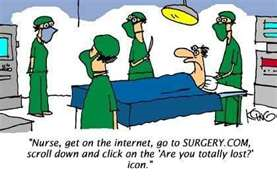 KING
"Nurse, get on the internet, go to SURGERY.COM,
scroll down and click on the 'Are you totally lost?'
icon."